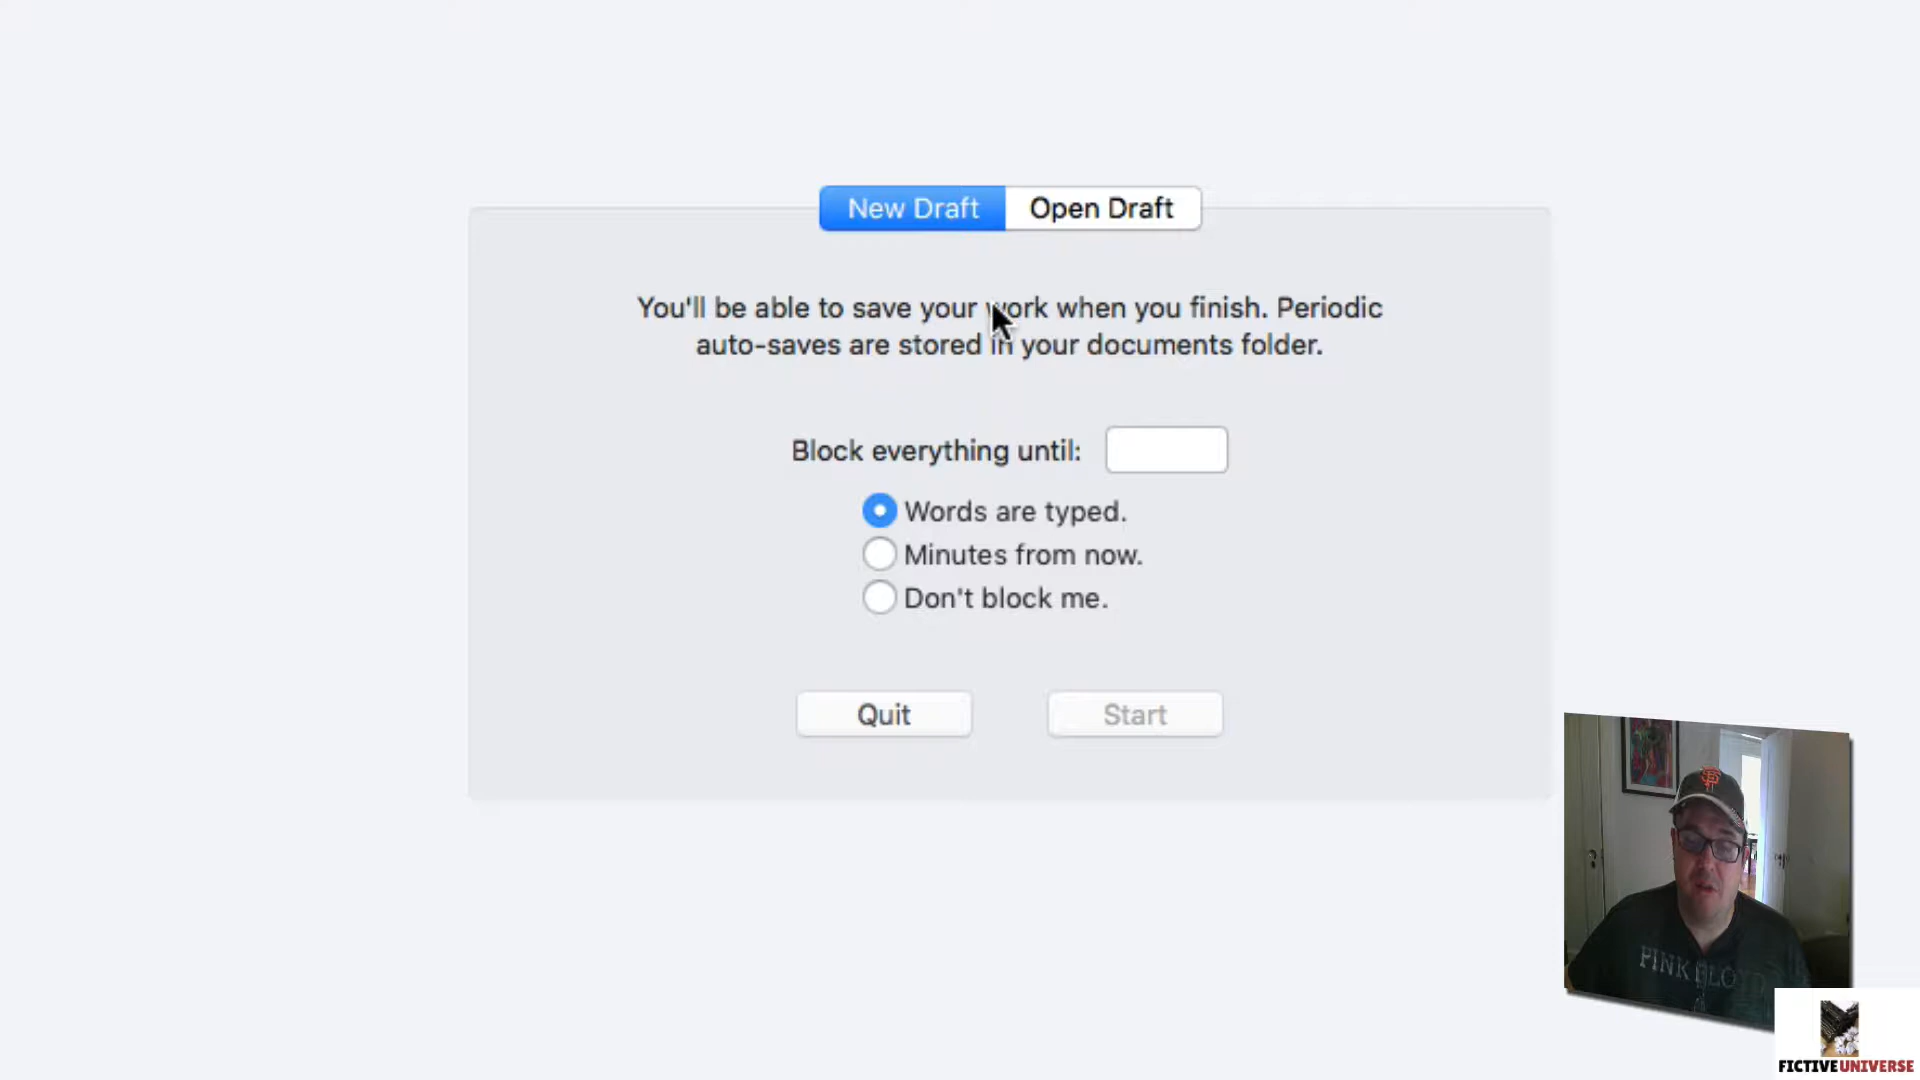 New Draft
Open Draft
You'll be able to save your work when you finish. Periodic
auto-saves are stored in your documents folder.
Block everything until:
Words are typed.
Minutes from now.
Don't block me.
Quit
Start
PINK FLOYD
FICTIVEUNIVERSE